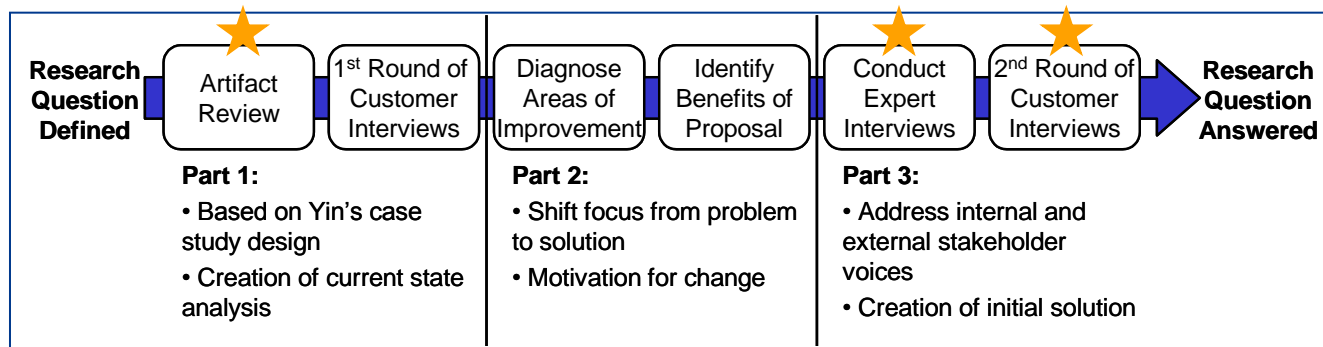 Research
Question
Defined
Artifact
Review
1st Round of
Customer
Interviews
Diagnose
Areas of
Improvement
Identify
Benefits of
Proposal
Conduct
Expert
Interviews
2nd Round of
Customer
Interviews
Research
Question
Answered
Part 1:
• Based on Yin's case
study design
• Creation of current state
analysis
Part 2:
• Shift focus from problem
to solution
• Motivation for change
Part 3:
• Address internal and
external stakeholder
voices
• Creation of initial solution